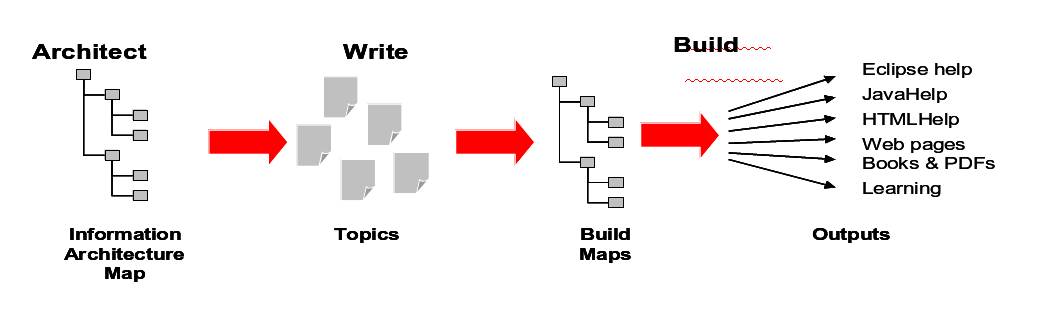 Architect
Write
Build
Eclipse help
JavaHelp
HTMLHelp
Web pages
Books & PDFs
Learning
Information
Architecture
Map
Topics
Build
Maps
Outputs